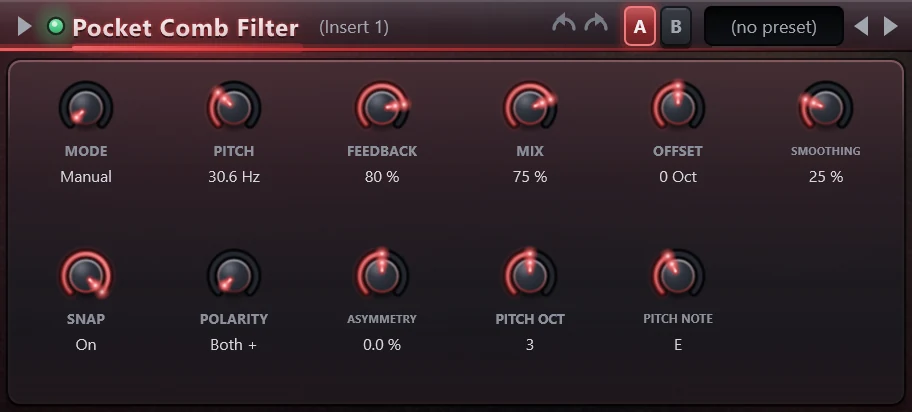 Pocket Comb Filter (Insert 1) A B (no preset)
MODE PITCH FEEDBACK MIX OFFSET SMOOTHING
Manual 30.6 Hz 80 % 75 % 0 Oct 25 %
SNAP POLARITY ASYMMETRY PITCH OCT PITCH NOTE
On Both + 0.0 % 3 E